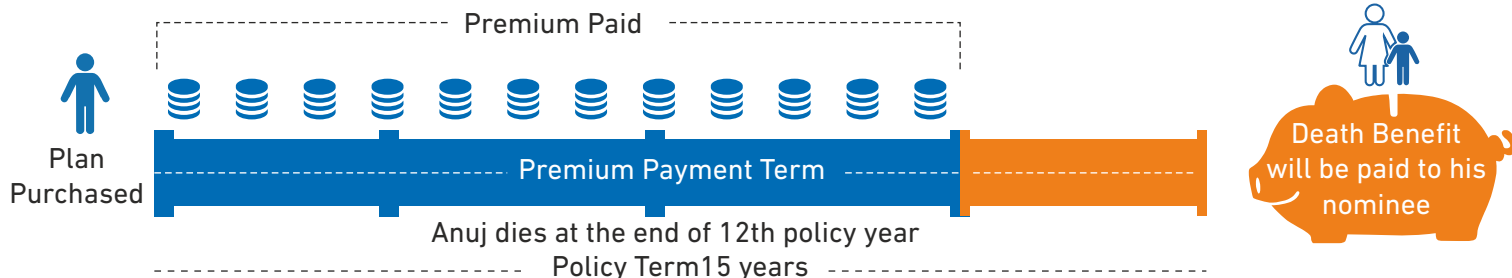 Premium Paid
Plan
Purchased
Premium Payment Term
Anuj dies at the end of 12th policy year
Policy Term15 years
Death Benefit
will be paid to his
nominee